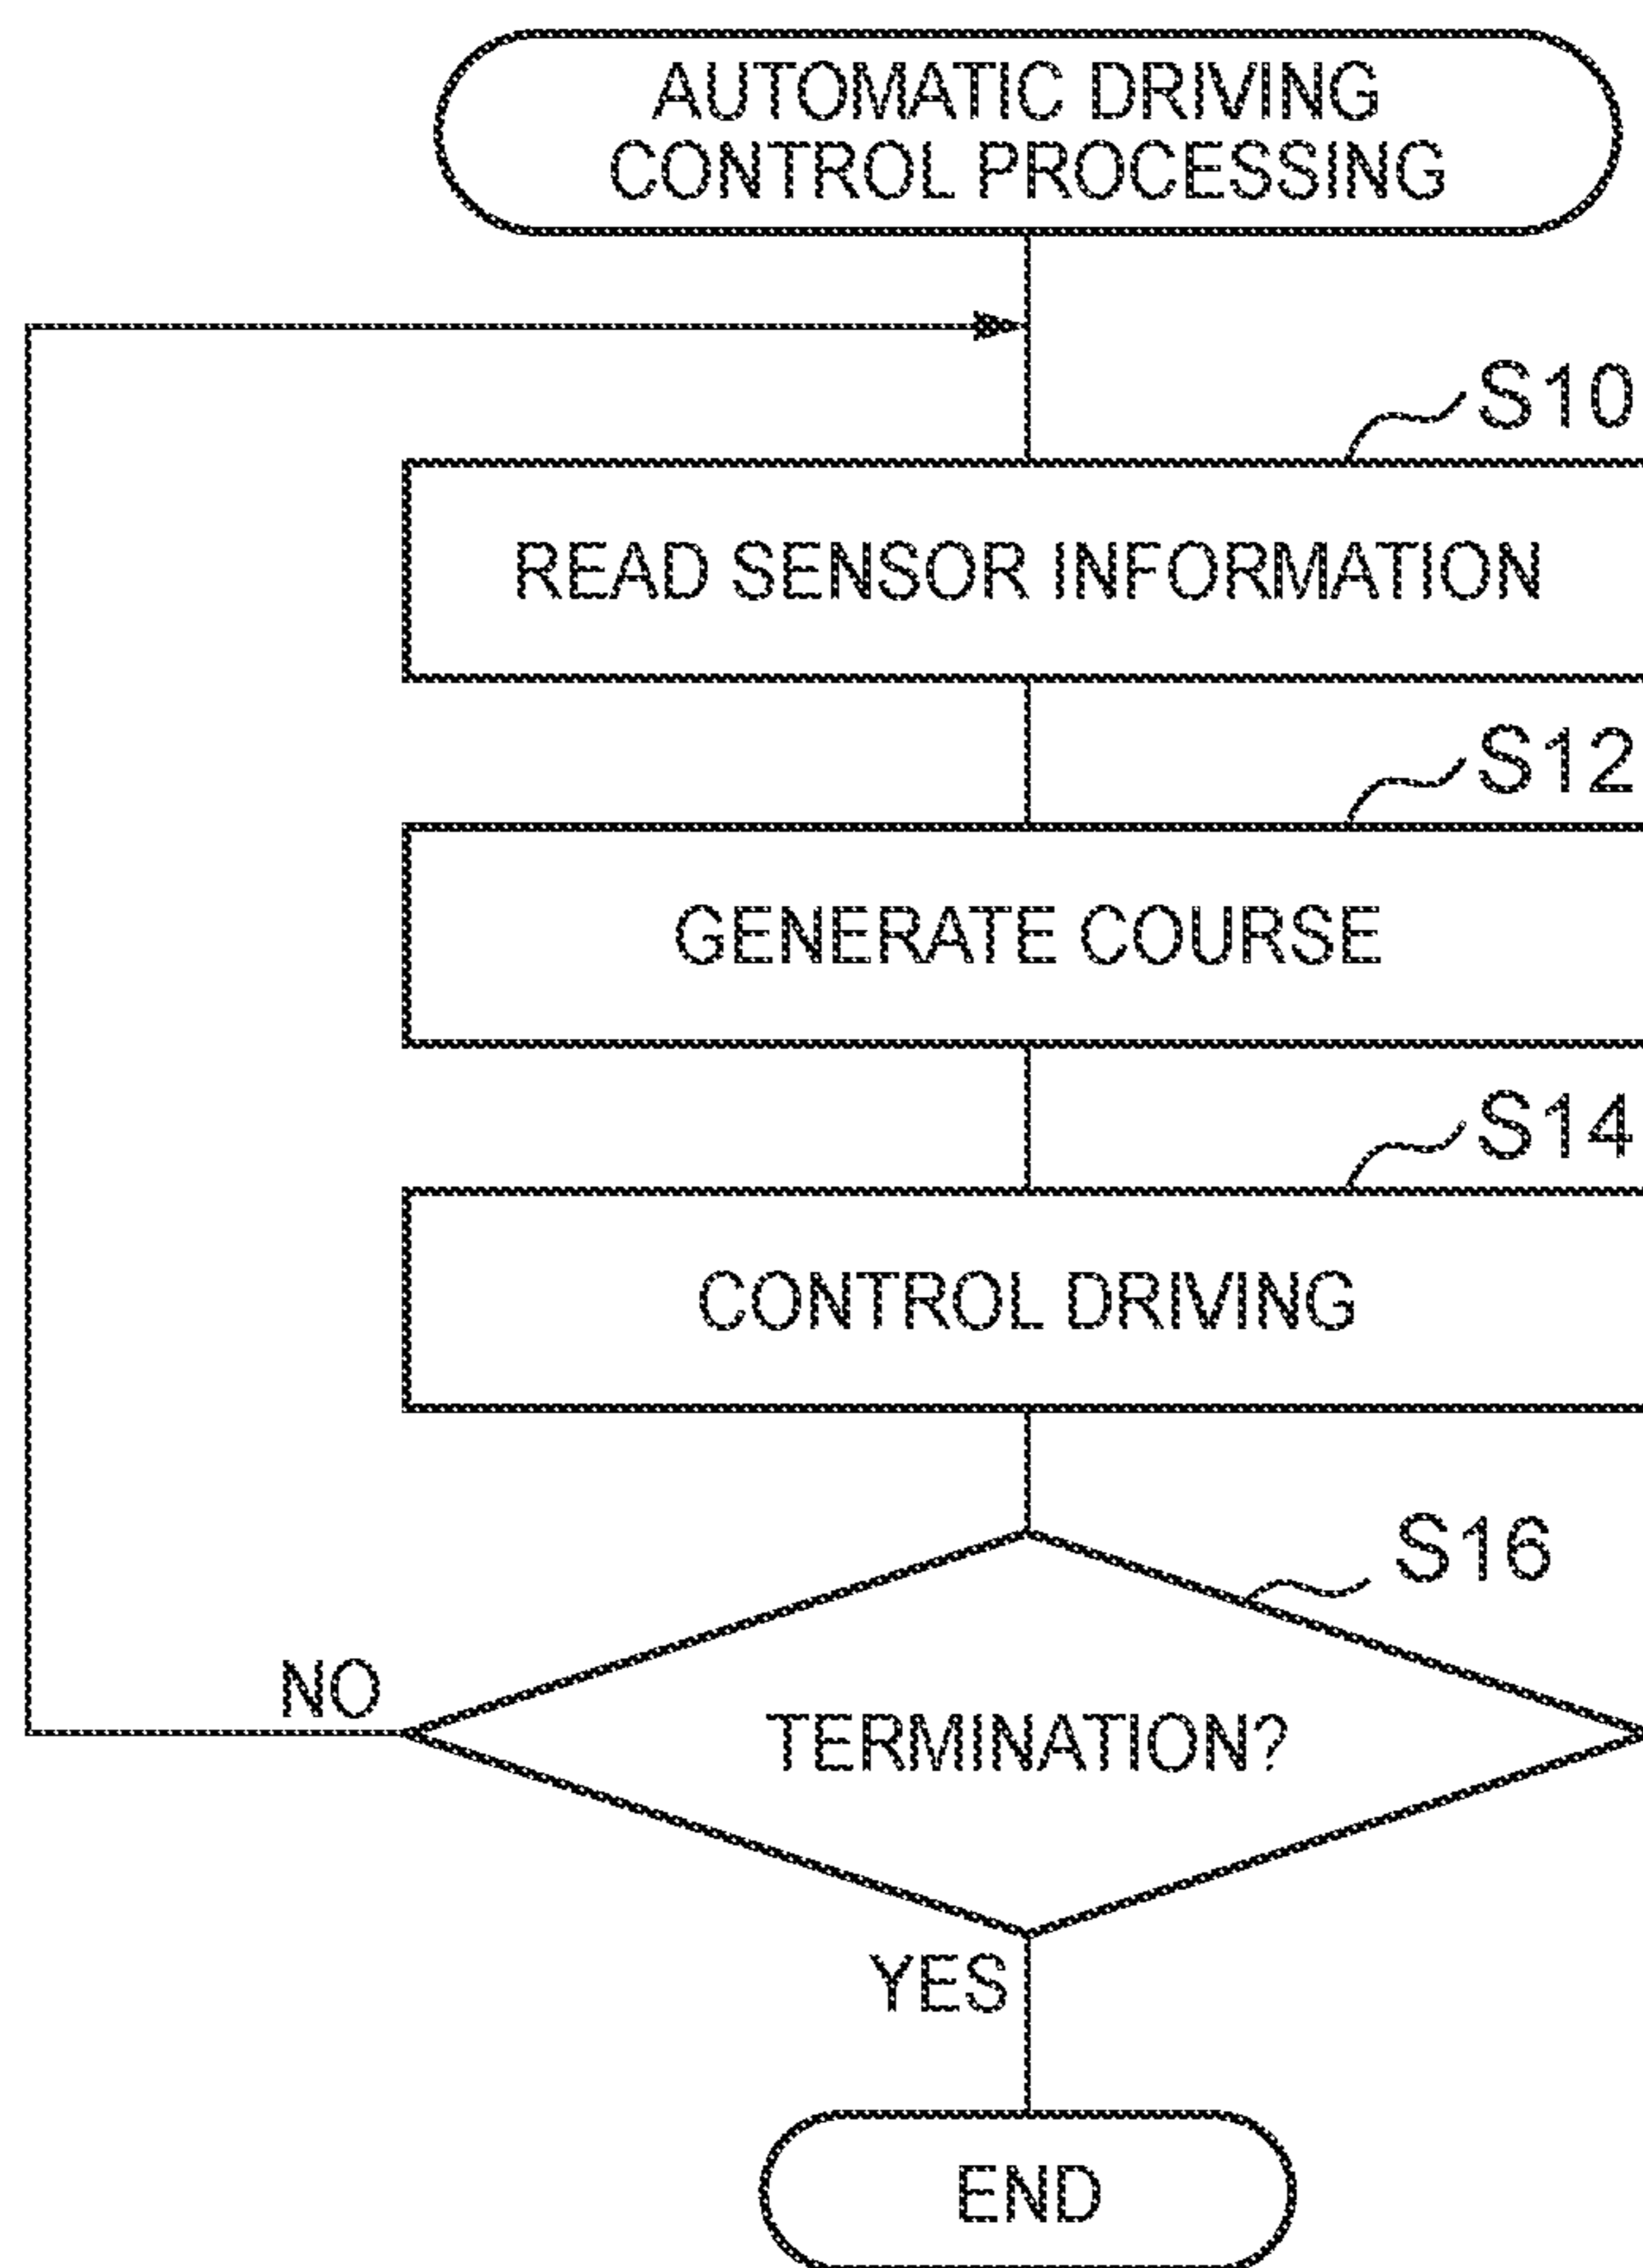 AUTOMATIC DRIVING
CONTROL PROCESSING
S10
READ SENSOR INFORMATION
S12
GENERATE COURSE
S14
CONTROL DRIVING
S16
NO
TERMINATION?
YES
END